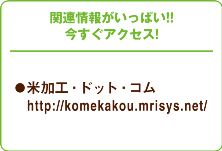 関連情報がいっぱい!!
今すぐアクセス!
●米加工・ドット・コム
http://komekakou.mrisys.net/